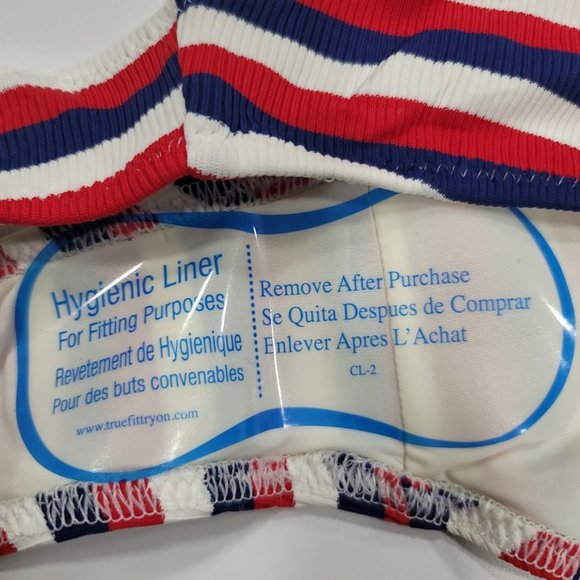 Hygienic Liner
For Fitting Purposes
Revetement de Hygienique
Pour des buts convenables
www.truefittryon.com
Remove After Purchase
Se Quita Despues de Comprar
Enlever Apres L'Achat
CL-2